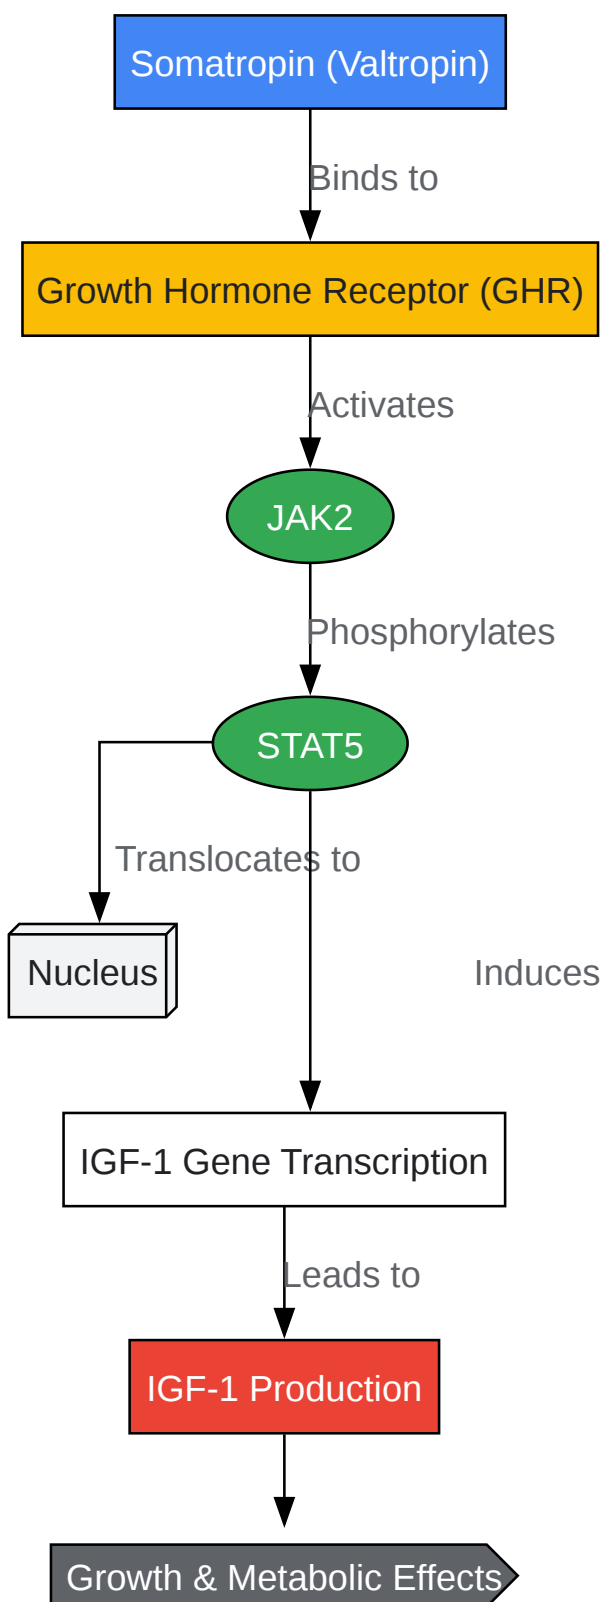 Somatropin (Valtropin)
Binds to
Growth Hormone Receptor (GHR)
Activates
JAK2
Phosphorylates
STAT5
Translocates to
Nucleus
Induces
IGF-1 Gene Transcription
Leads to
IGF-1 Production
Growth & Metabolic Effects